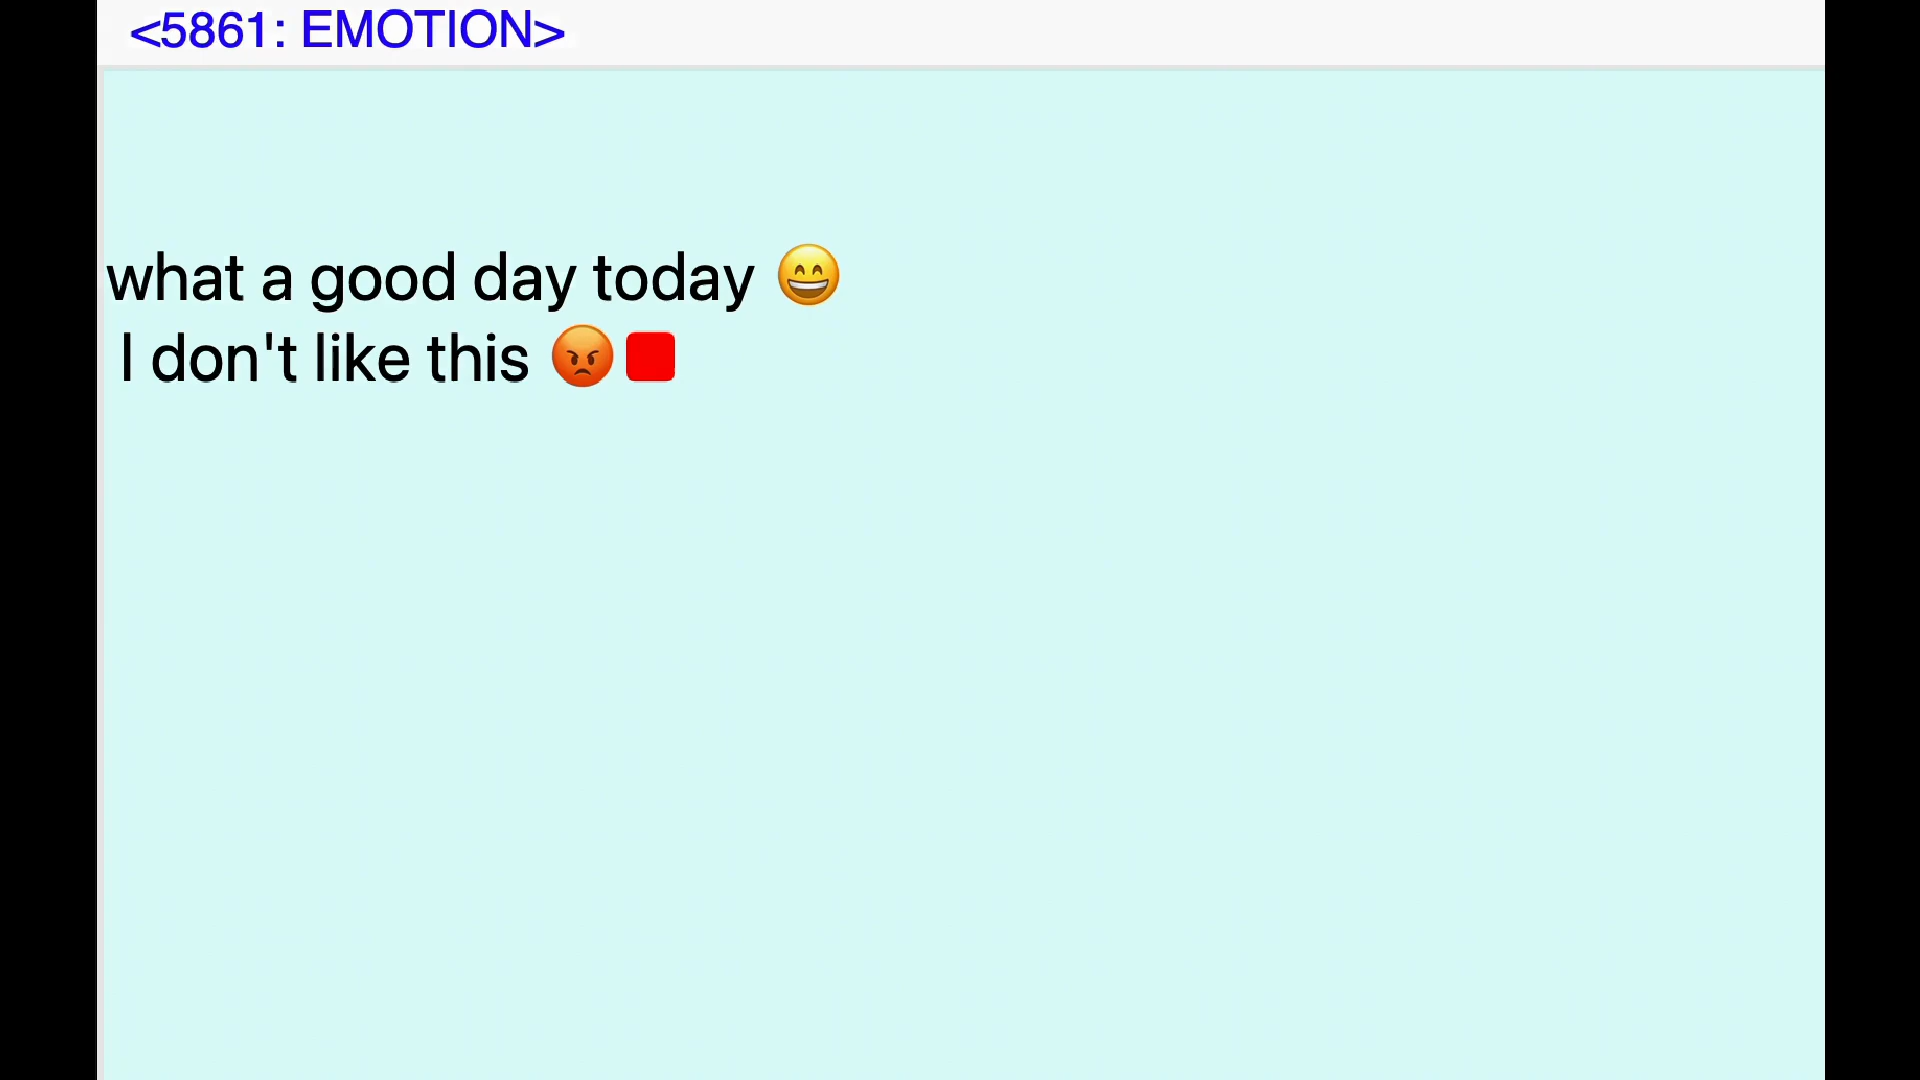 <5861: EMOTION>
what a good day today 😄
I don't like this 😡🟥